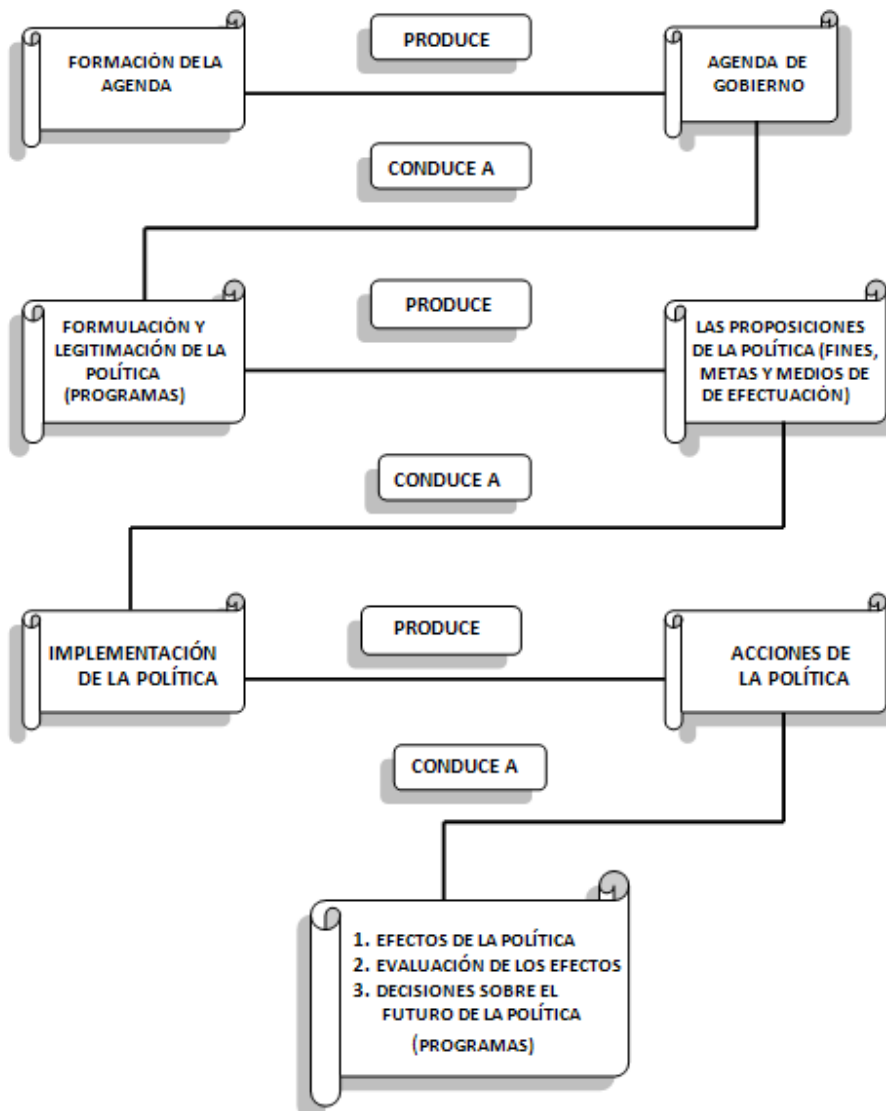 FORMACIÓN DE LA
AGENDA
PRODUCE
AGENDA DE
GOBIERNO
CONDUCE A
FORMULACIÓN Y
LEGITIMACIÓN DE LA
POLÍTICA
(PROGRAMAS)
PRODUCE
LAS PROPOSICIONES
DE LA POLÍTICA (FINES,
METAS Y MEDIOS DE
DE EFECTUACIÓN)
CONDUCE A
IMPLEMENTACIÓN
DE LA POLÍTICA
PRODUCE
ACCIONES DE
LA POLÍTICA
CONDUCE A
1. EFECTOS DE LA POLÍTICA
2. EVALUACIÓN DE LOS EFECTOS
3. DECISIONES SOBRE EL
FUTURO DE LA POLÍTICA
(PROGRAMAS)